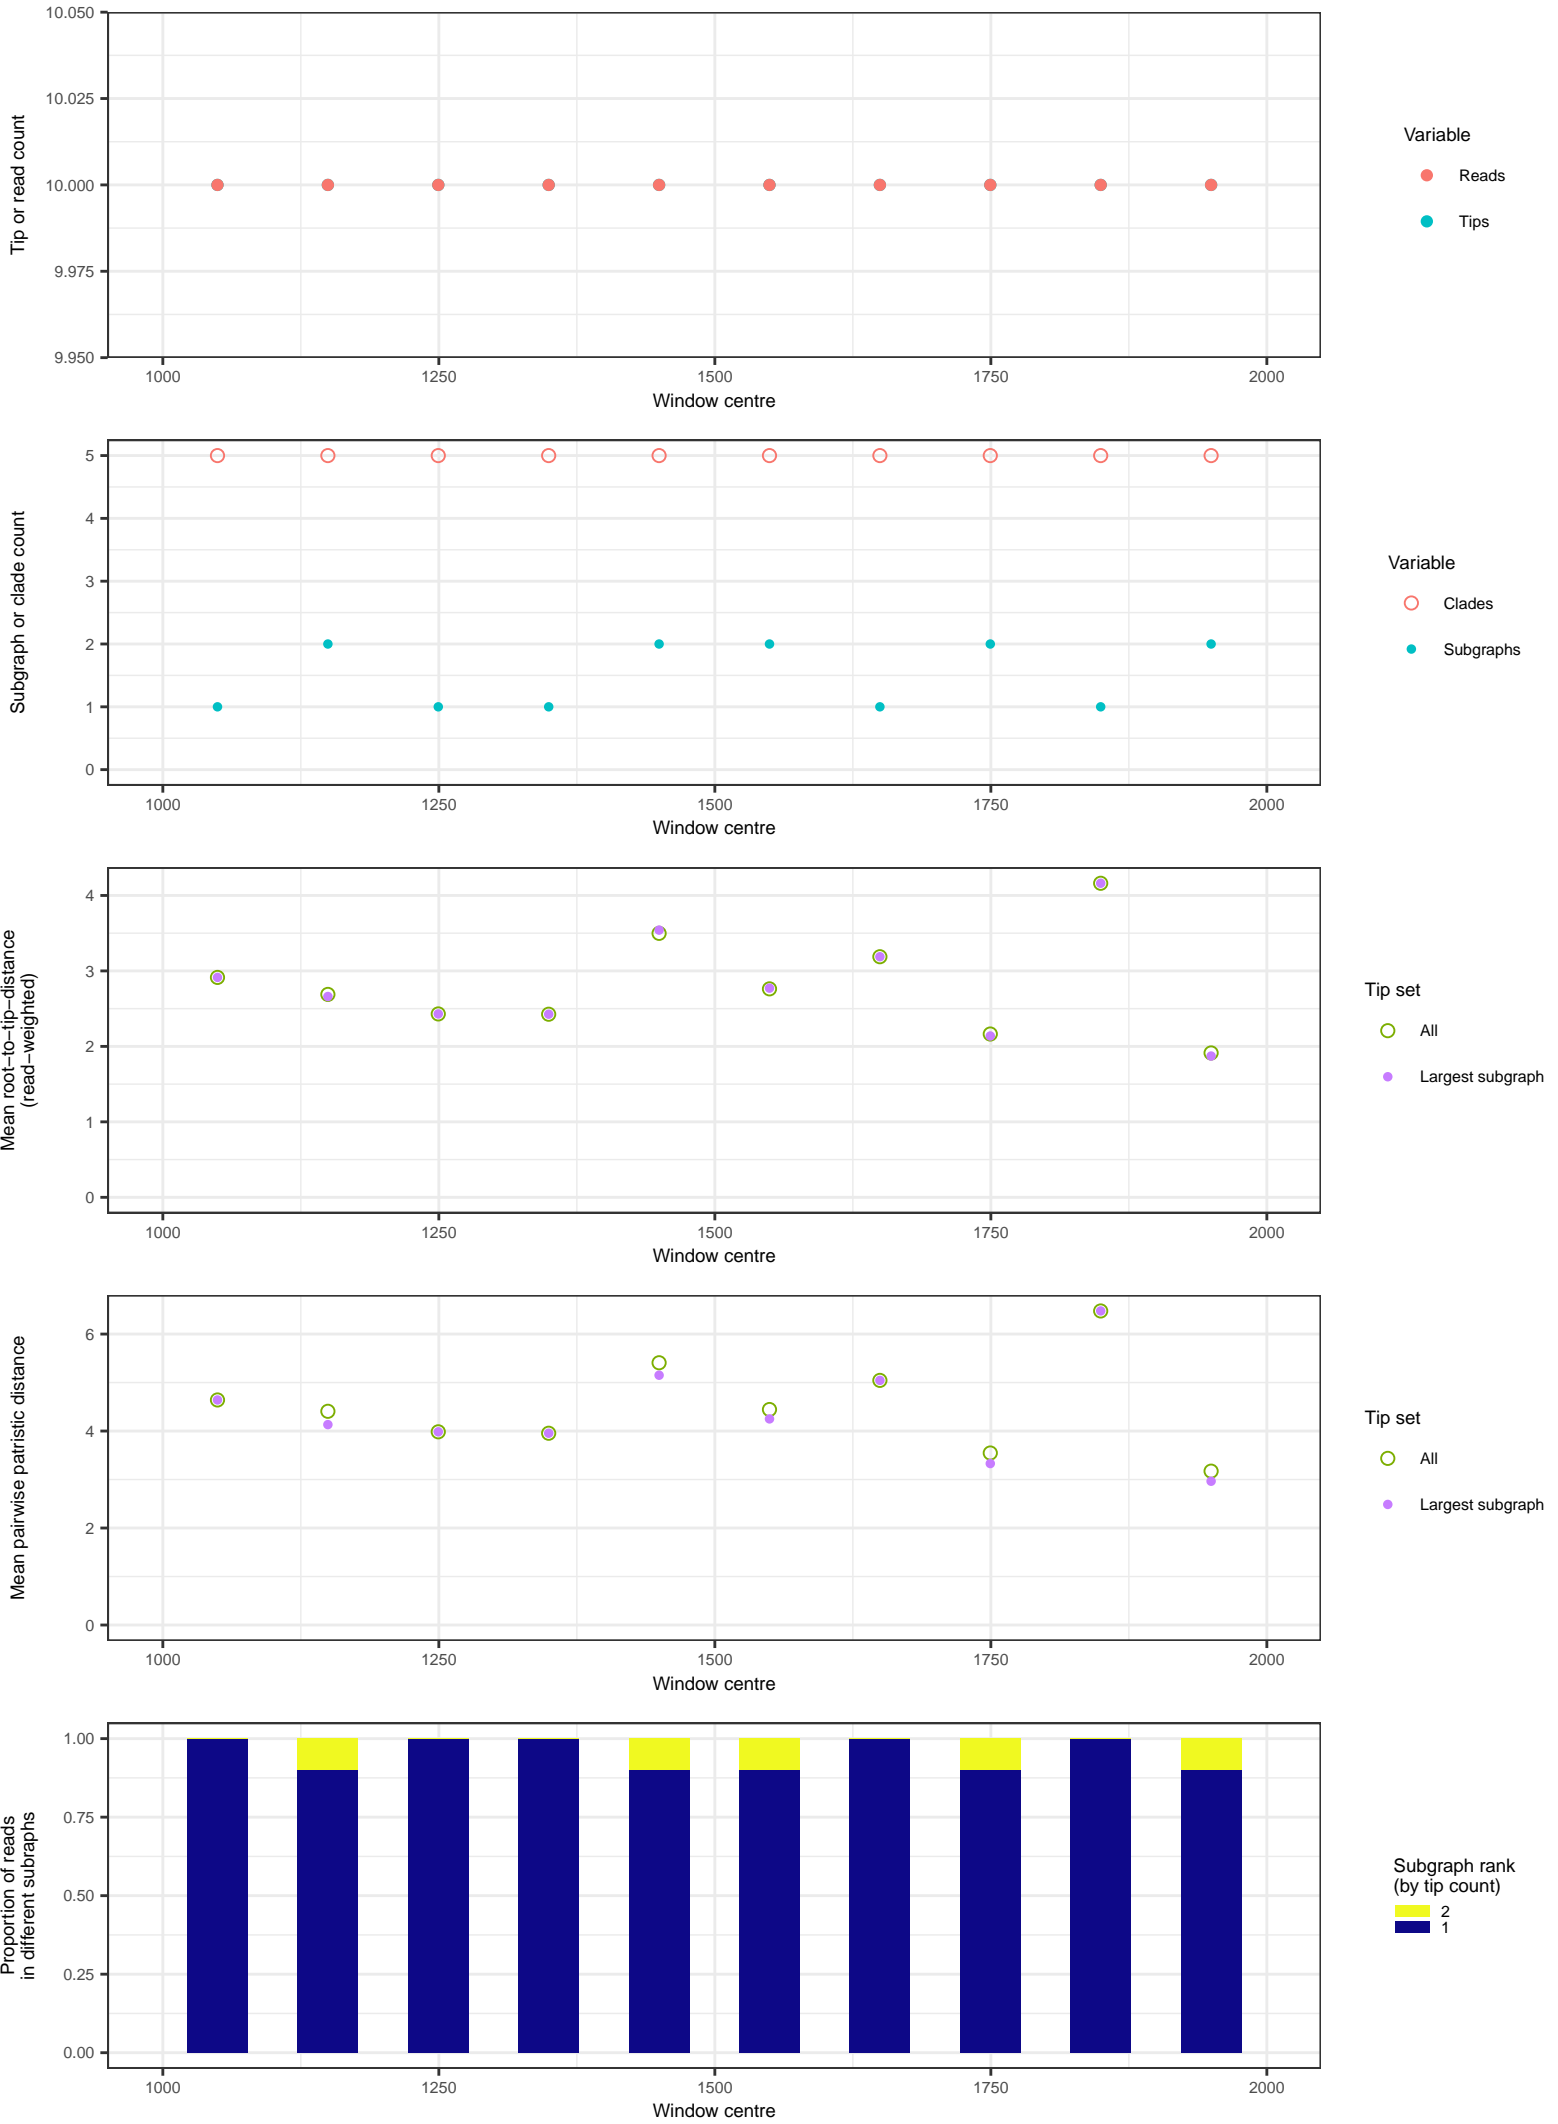 10.050
10.025
10.000
9.975
9.950
Tip or read count
1000 1250 1500 1750 2000
Window centre
Variable
Reads
Tips
5
4
3
2
1
0
Subgraph or clade count
1000 1250 1500 1750 2000
Window centre
Variable
Clades
Subgraphs
4
3
2
1
0
Mean root−to−tip−distance
(read−weighted)
1000 1250 1500 1750 2000
Window centre
Tip set
All
Largest subgraph
6
4
2
0
Mean pairwise patristic distance
1000 1250 1500 1750 2000
Window centre
Tip set
All
Largest subgraph
1.00
0.75
0.50
0.25
0.00
Proportion of reads
in different subraphs
1000 1250 1500 1750 2000
Window centre
Subgraph rank
(by tip count)
2
1